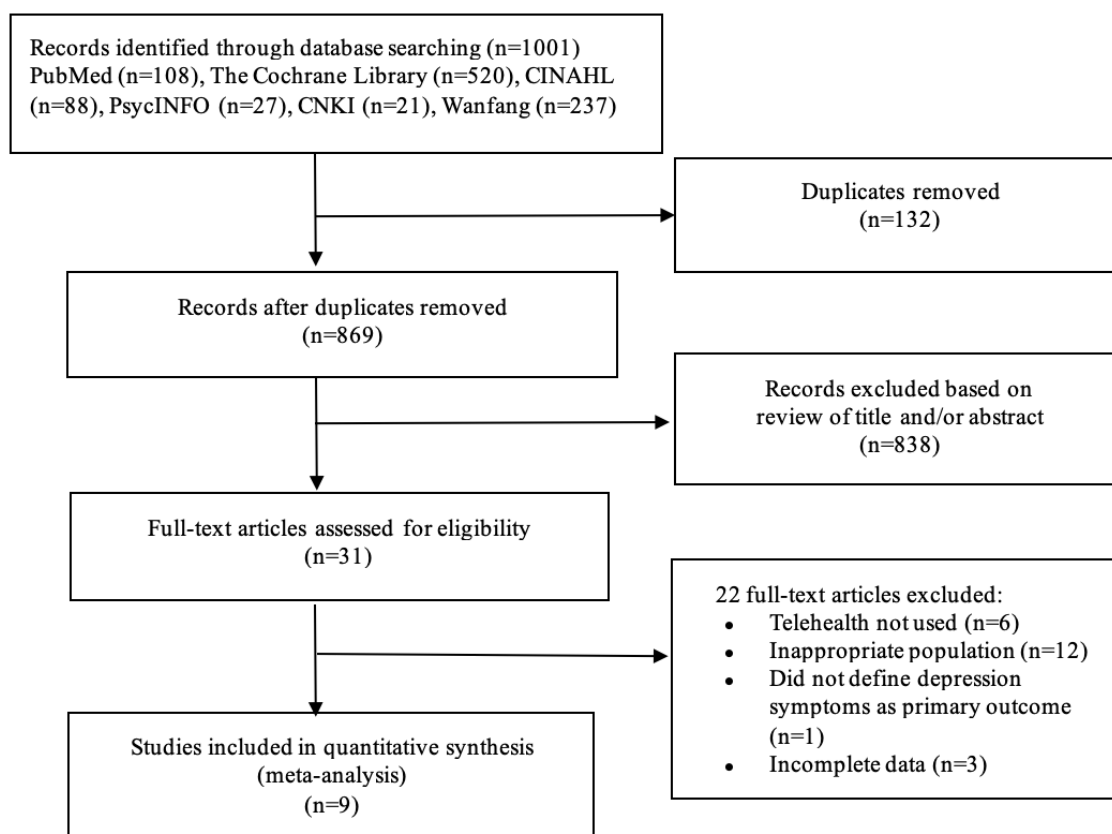 Records identified through database searching (n=1001)
PubMed (n=108), The Cochrane Library (n=520), CINAHL
(n=88), PsycINFO (n=27), CNKI (n=21), Wanfang (n=237)
Duplicates removed
(n=132)
Records after duplicates removed
(n=869)
Records excluded based on
review of title and/or abstract
(n=838)
Full-text articles assessed for eligibility
(n=31)
22 full-text articles excluded:
• Telehealth not used (n=6)
• Inappropriate population (n=12)
• Did not define depression
symptoms as primary outcome
(n=1)
• Incomplete data (n=3)
Studies included in quantitative synthesis
(meta-analysis)
(n=9)